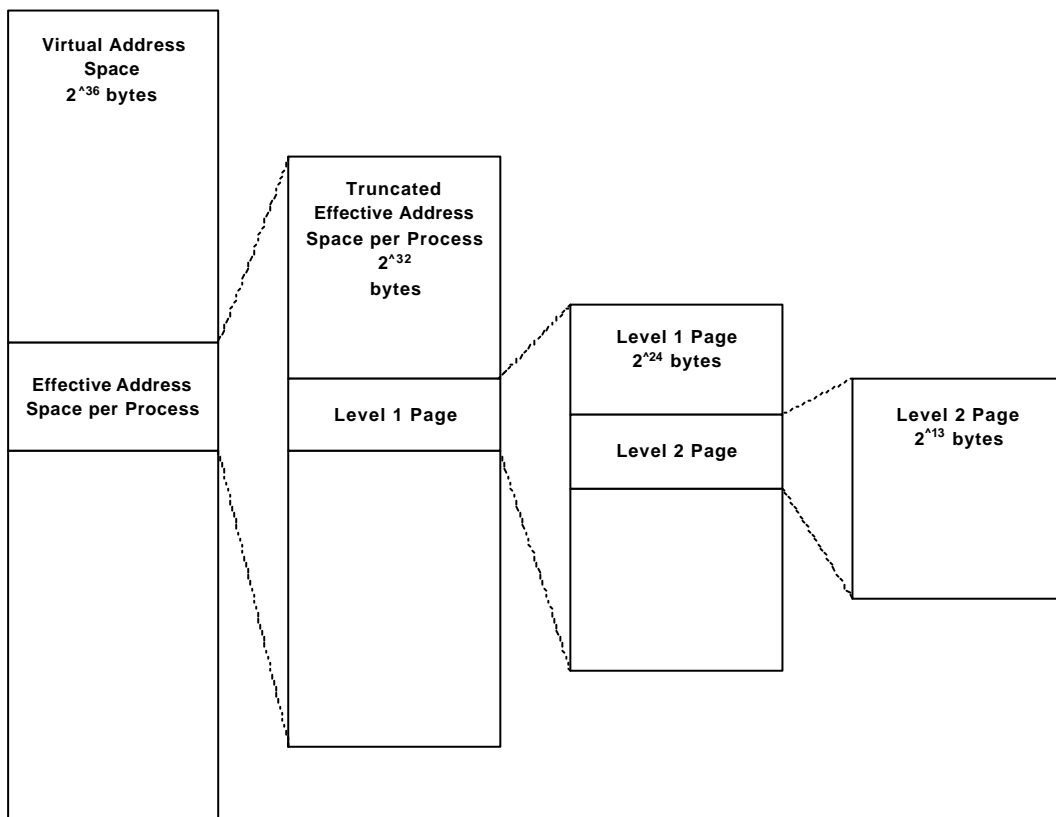 Virtual Address
Space
2^36 bytes
Effective Address
Space per Process
Truncated
Effective Address
Space per Process
2^32
bytes
Level 1 Page
Level 1 Page
2^24 bytes
Level 2 Page
Level 2 Page
2^13 bytes